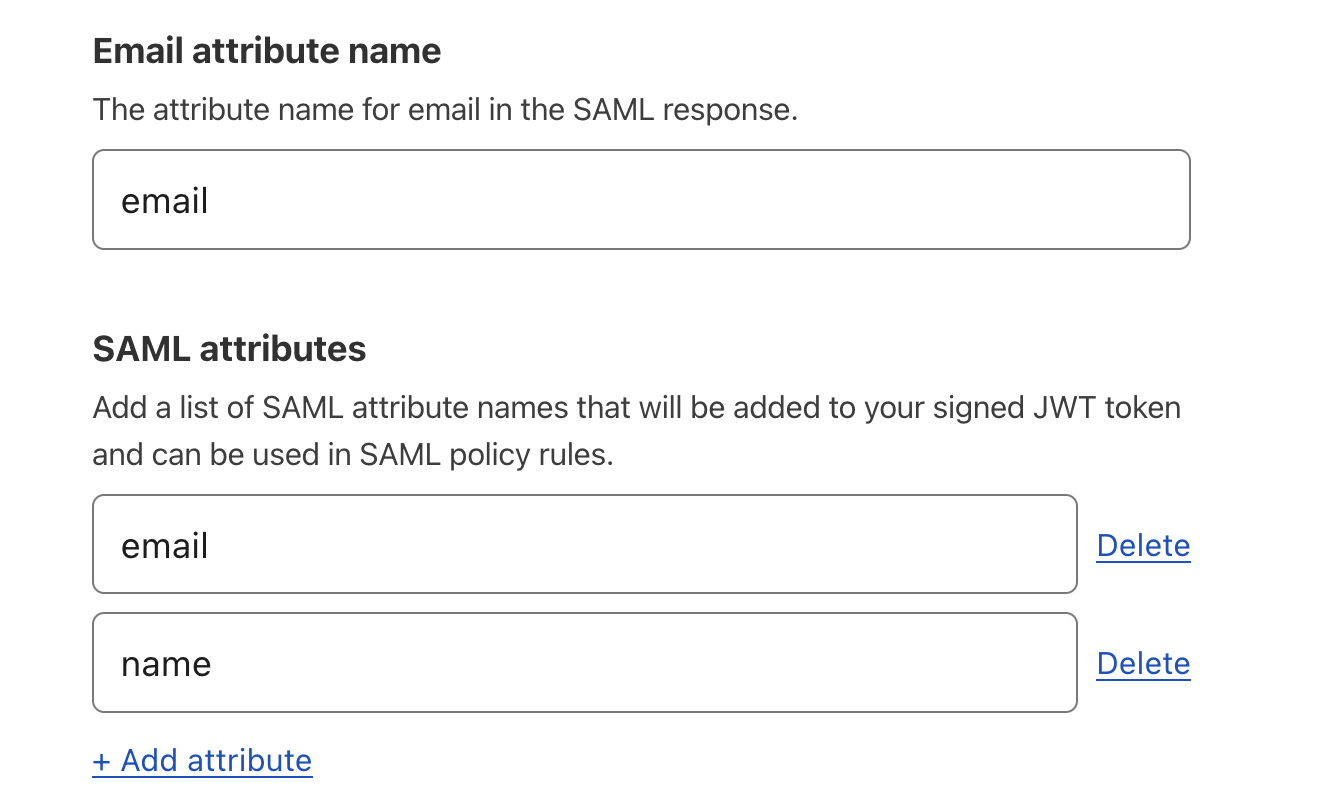 Email attribute name
The attribute name for email in the SAML response.
email
SAML attributes
Add a list of SAML attribute names that will be added to your signed JWT token
and can be used in SAML policy rules.
email
Delete
name
Delete
+ Add attribute